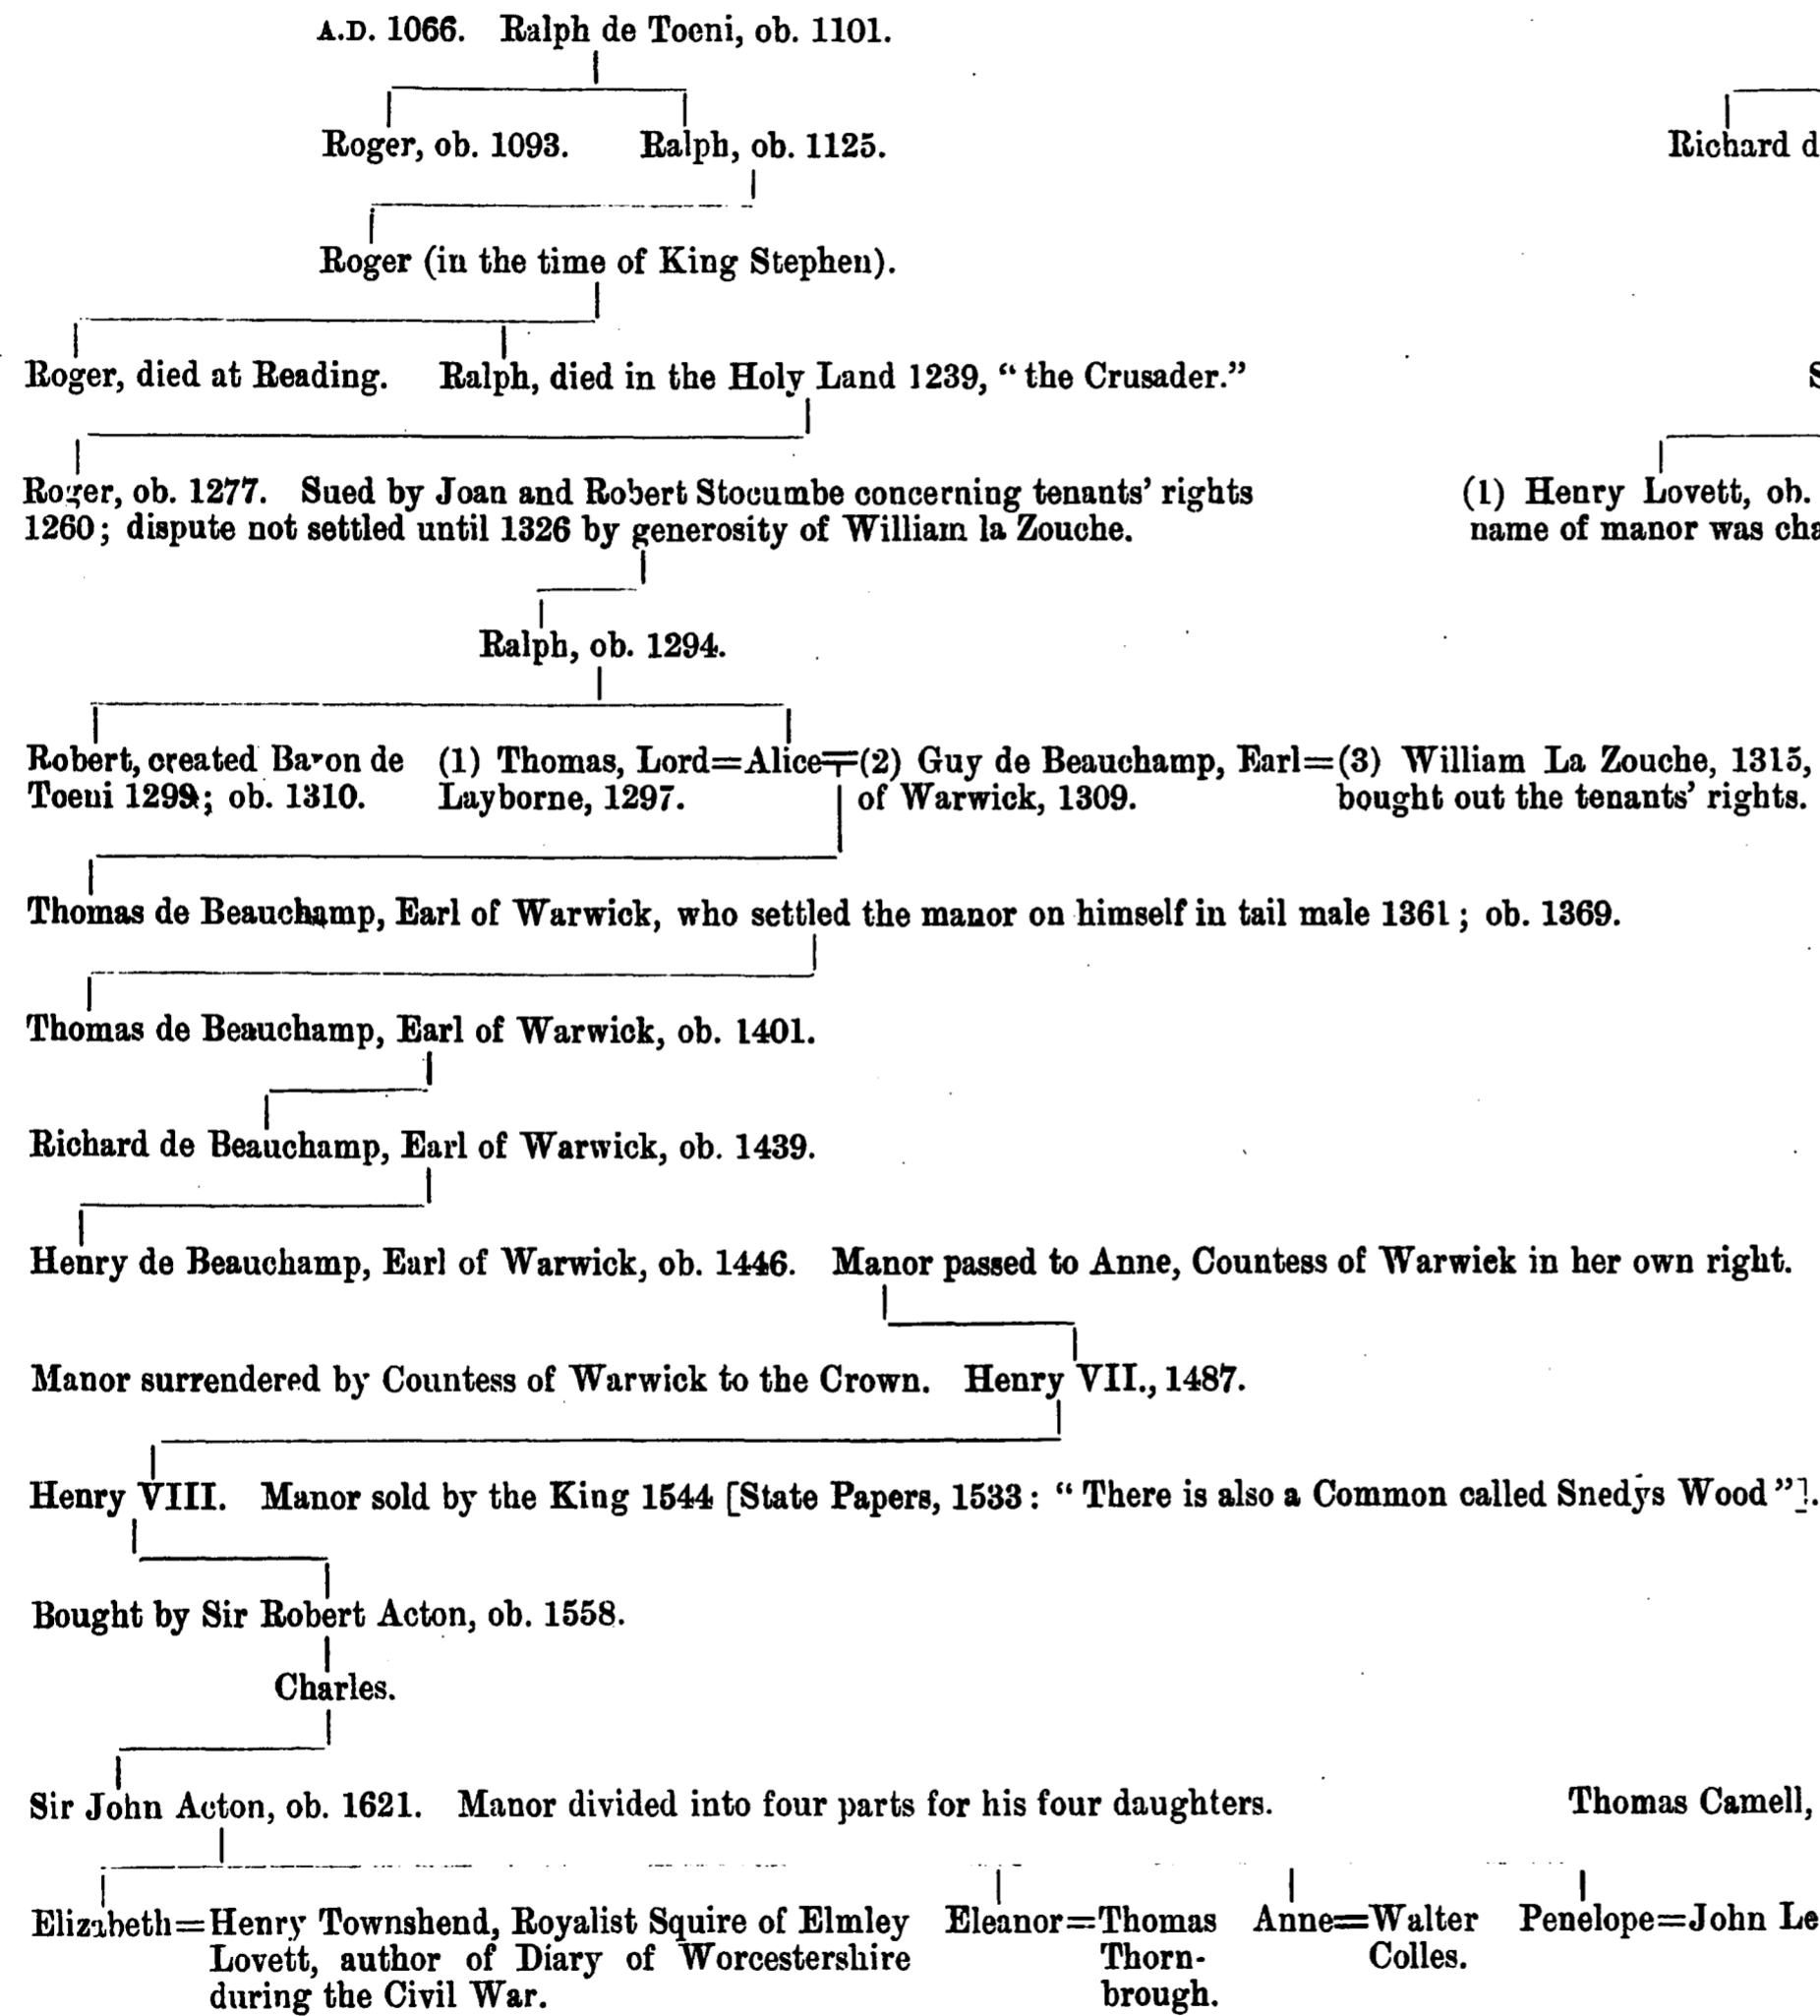 A.D. 1066. Ralph de Toeni, ob. 1101.
Roger, ob. 1093. Ralph, ob. 1125.
Richard d
Roger (in the time of King Stephen).
Roger, died at Reading. Ralph, died in the Holy Land 1239, “the Crusader.”
S
Roger, ob. 1277. Sued by Joan and Robert Stocumbe concerning tenants’ rights
1260; dispute not settled until 1326 by generosity of William la Zouche.
(1) Henry Lovett, ob.
name of manor was cha
Ralph, ob. 1294.
Robert, created Baron de
Toeni 1299; ob. 1310.
(1) Thomas, Lord=Alice=(2) Guy de Beauchamp, Earl=(3) William La Zouche, 1315,
Layborne, 1297. of Warwick, 1309. bought out the tenants’ rights.
Thomas de Beauchamp, Earl of Warwick, who settled the manor on himself in tail male 1361; ob. 1369.
Thomas de Beauchamp, Earl of Warwick, ob. 1401.
Richard de Beauchamp, Earl of Warwick, ob. 1439.
Henry de Beauchamp, Earl of Warwick, ob. 1446. Manor passed to Anne, Countess of Warwick in her own right.
Manor surrendered by Countess of Warwick to the Crown. Henry VII., 1487.
Henry VIII. Manor sold by the King 1544 [State Papers, 1533: “There is also a Common called Snedys Wood”].
Bought by Sir Robert Acton, ob. 1558.
Charles.
Sir John Acton, ob. 1621. Manor divided into four parts for his four daughters.
Thomas Camell,
Elizabeth=Henry Townshend, Royalist Squire of Elmley
Lovett, author of Diary of Worcestershire
during the Civil War.
Eleanor=Thomas
Thorn-
brough.
Anne=Walter
Colles.
Penelope=John Le